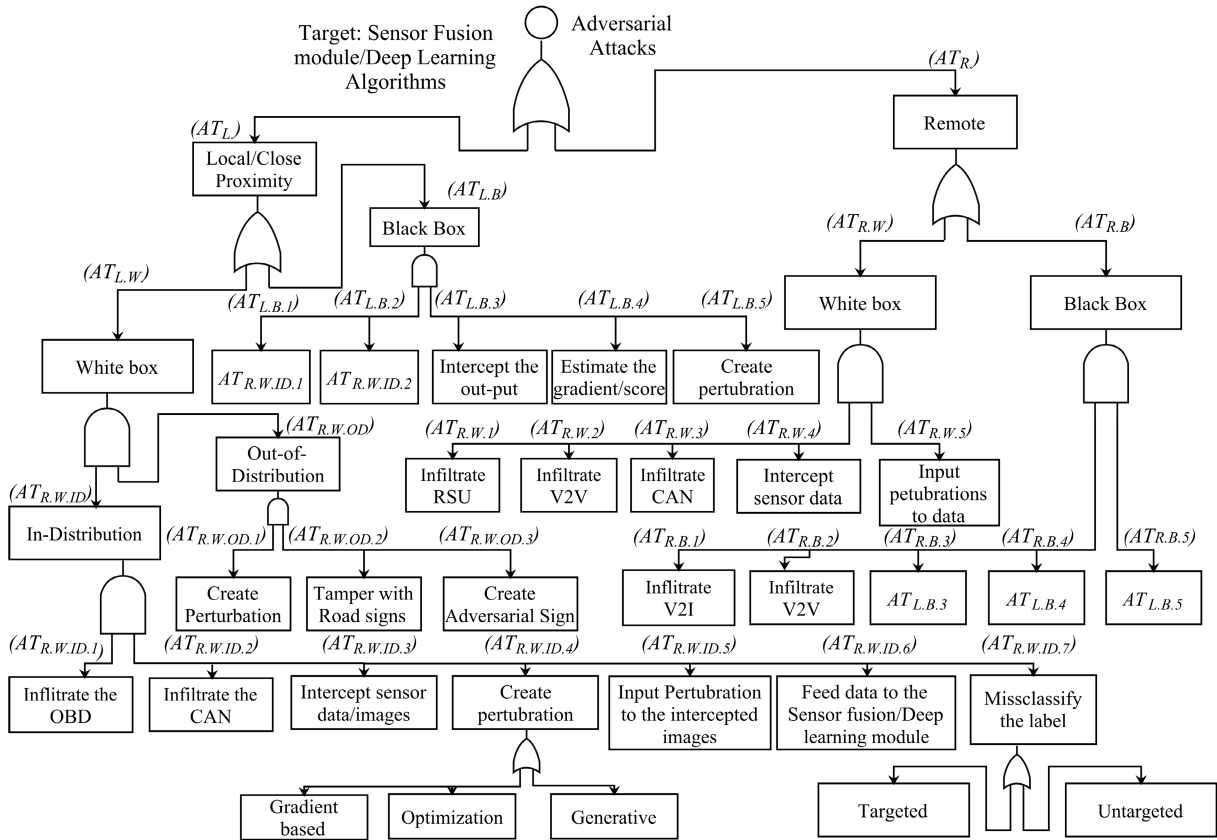 Target: Sensor Fusion
module/Deep Learning
Algorithms
Adversarial
Attacks
(AT_R.)
Remote
(AT_L)
Local/Close
Proximity
(AT_L.B)
Black Box
(AT_R.W)
(AT_R.B)
White box
Black Box
(AT_L.W)
White box
(AT_L.B.1)
(AT_L.B.2)
(AT_L.B.3)
(AT_L.B.4)
(AT_L.B.5)
AT_R.W.ID.1
AT_R.W.ID.2
Intercept the
out-put
Estimate the
gradient/score
Create
pertubration
(AT_R.W.OD)
Out-of-
Distribution
(AT_R.W.1)
(AT_R.W.2)
(AT_R.W.3)
(AT_R.W.4)
(AT_R.W.5)
Infiltrate
RSU
Infiltrate
V2V
Infiltrate
CAN
Intercept
sensor data
Input
petubrations
to data
(AT_R.W.ID)
In-Distribution
(AT_R.W.OD.1)
(AT_R.W.OD.2)
(AT_R.W.OD.3)
Create
Perturbation
Tamper with
Road signs
Create
Adversarial Sign
(AT_R.B.1)
(AT_R.B.2)
(AT_R.B.3)
(AT_R.B.4)
(AT_R.B.5)
Inflitrate
V2I
Infiltrate
V2V
AT_L.B.3
AT_L.B.4
AT_L.B.5
(AT_R.W.ID.1)
(AT_R.W.ID.2)
(AT_R.W.ID.3)
(AT_R.W.ID.4)
(AT_R.W.ID.5)
(AT_R.W.ID.6)
(AT_R.W.ID.7)
Inflitrate the
OBD
Infiltrate the
CAN
Intercept sensor
data/images
Create
pertubration
Input Pertubration
to the intercepted
images
Feed data to the
Sensor fusion/Deep
learning module
Missclassify
the label
Gradient
based
Optimization
Generative
Targeted
Untargeted